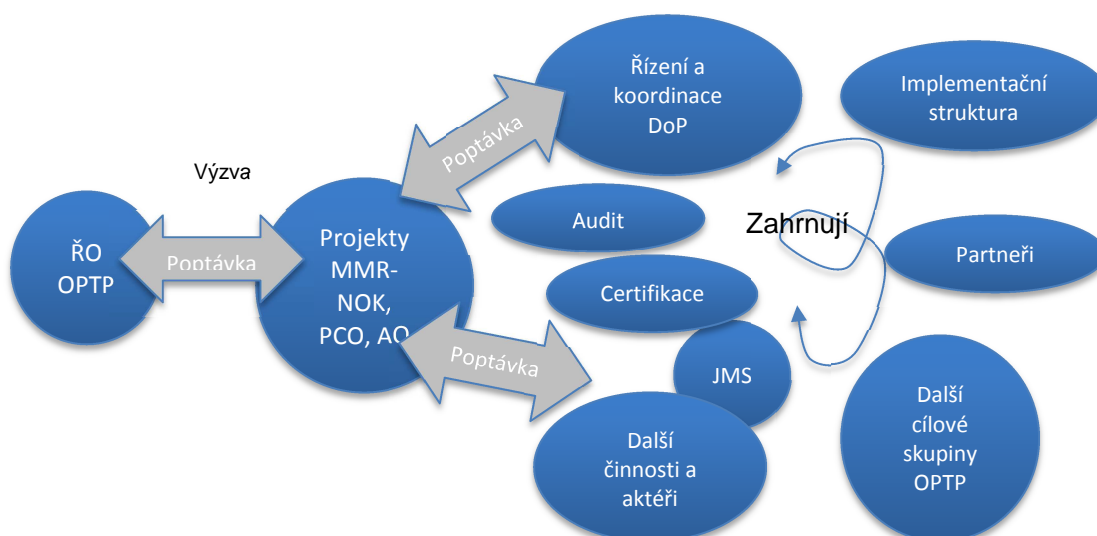 Řízení a
koordinace
DoP
Implementační
struktura
Poptávka
Výzva
Audit
Zahrnují
Projekty
MMR-
NOK,
PCO, AO
ŘO
OPTP
Poptávka
Partneři
Certifikace
Poptávka
JMS
Další
cílové
skupiny
OPTP
Další
činnosti a
aktéři